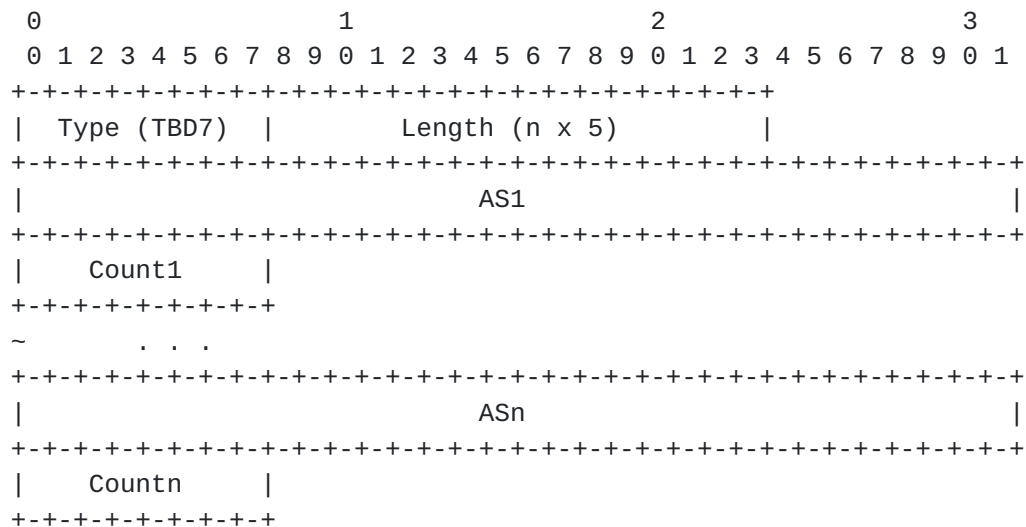 0                   1                   2                   3
 0 1 2 3 4 5 6 7 8 9 0 1 2 3 4 5 6 7 8 9 0 1 2 3 4 5 6 7 8 9 0 1
+-+-+-+-+-+-+-+-+-+-+-+-+-+-+-+-+-+-+-+-+-+-+-+-+
|  Type (TBD7)  |        Length (n x 5)         |
+-+-+-+-+-+-+-+-+-+-+-+-+-+-+-+-+-+-+-+-+-+-+-+-+-+-+-+-+-+-+-+-+
|                             AS1                               |
+-+-+-+-+-+-+-+-+-+-+-+-+-+-+-+-+-+-+-+-+-+-+-+-+-+-+-+-+-+-+-+-+
|    Count1     |
+-+-+-+-+-+-+-+-+
~       . . .
+-+-+-+-+-+-+-+-+-+-+-+-+-+-+-+-+-+-+-+-+-+-+-+-+-+-+-+-+-+-+-+-+
|                             ASn                               |
+-+-+-+-+-+-+-+-+-+-+-+-+-+-+-+-+-+-+-+-+-+-+-+-+-+-+-+-+-+-+-+-+
|    Countn     |
+-+-+-+-+-+-+-+-+